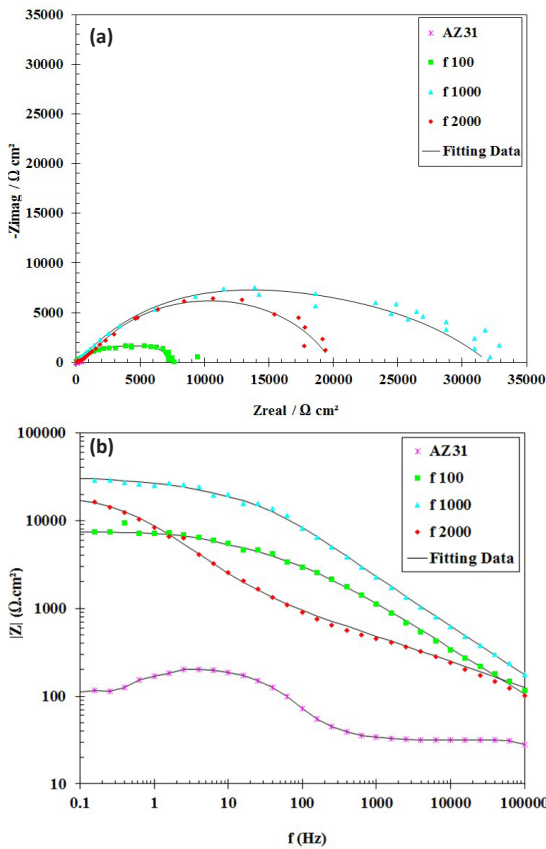 (a)
AZ31
f 100
f 1000
f 2000
Fitting Data
35000
30000
25000
20000
15000
10000
5000
0
-Zimag / Ω cm²
0 5000 10000 15000 20000 25000 30000 35000
Zreal / Ω cm²
(b)
AZ31
f 100
f 1000
f 2000
Fitting Data
100000
10000
1000
100
10
|Z| (Ω.cm²)
0.1 1 10 100 1000 10000 100000
f (Hz)